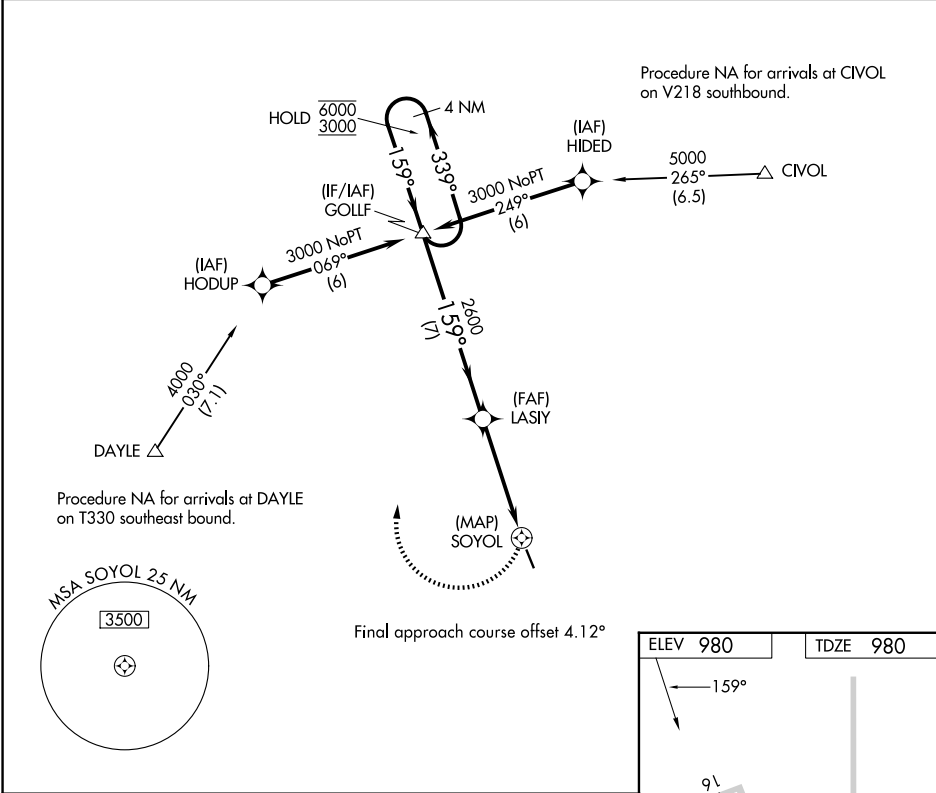 Procedure NA for arrivals at CIVOL
on V218 southbound.
HOLD 6000
3000
4 NM
159°
339°
(IAF)
HIDED
5000
265°
(6.5)
CIVOL
3000 NoPT
249°
(6)
(IF/IAF)
GOLLF
3000 NoPT
069°
(6)
(IAF)
HODUP
2600
159°
(7)
4000
030°
(7.1)
DAYLE
(FAF)
LASIY
Procedure NA for arrivals at DAYLE
on T330 southeast bound.
(MAP)
SOYOL
MSA SOYOL 25 NM
3500
Final approach course offset 4.12°
ELEV 980
TDZE 980
159°
16